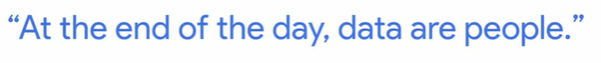 “At the end of the day, data are people.”